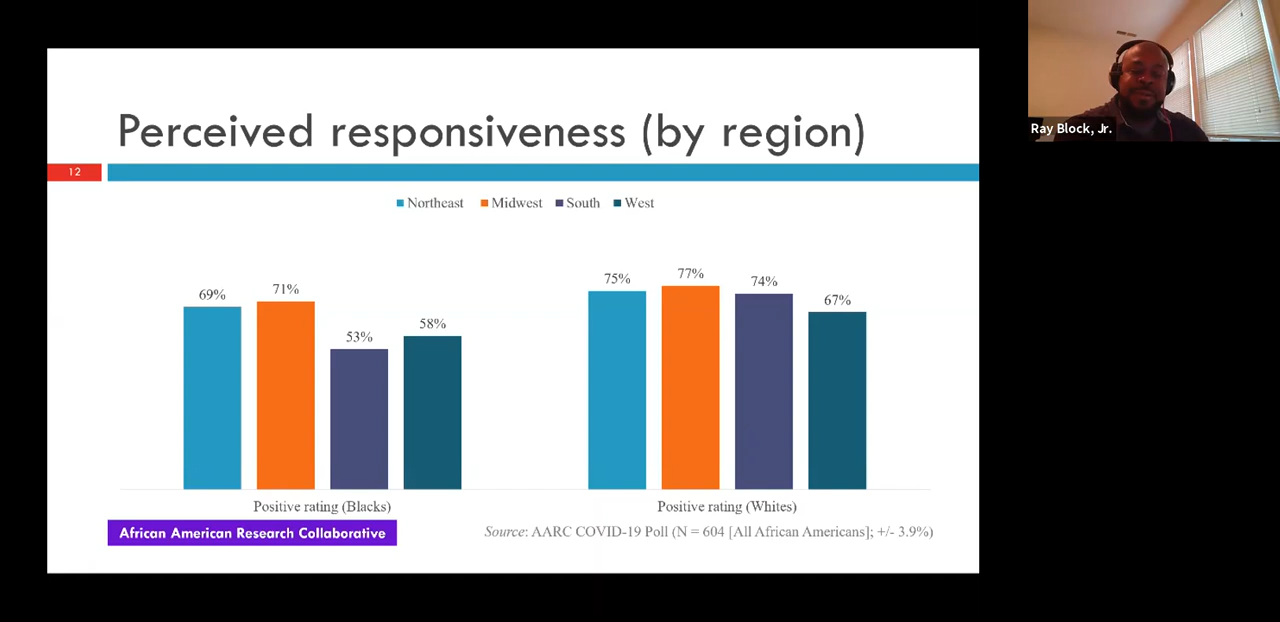 Perceived responsiveness (by region)
12
Northeast Midwest South West
69% 71% 53% 58% 75% 77% 74% 67%
Positive rating (Blacks) Positive rating (Whites)
African American Research Collaborative
Source: AARC COVID-19 Poll (N = 604 [All African Americans]; +/- 3.9%)
Ray Block, Jr.